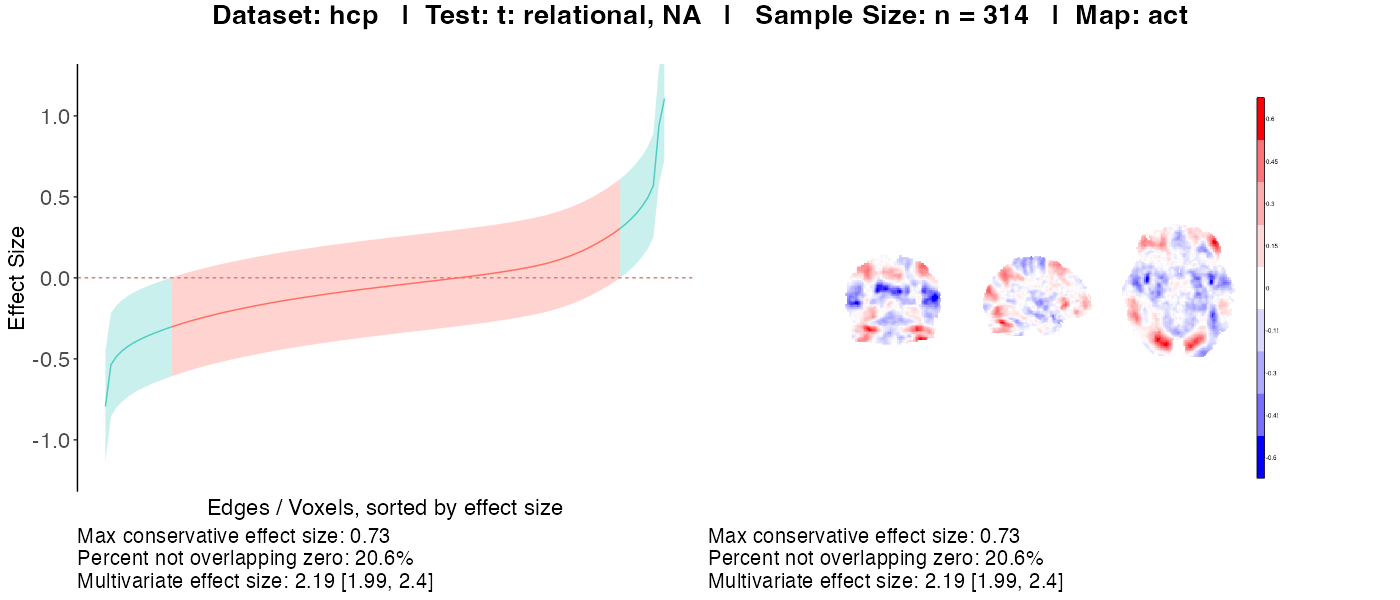 Dataset: hcp | Test: t: relational, NA | Sample Size: n = 314 | Map: act
Effect Size
1.0
0.5
0.0
-0.5
-1.0
Edges / Voxels, sorted by effect size
Max conservative effect size: 0.73
Percent not overlapping zero: 20.6%
Multivariate effect size: 2.19 [1.99, 2.4]
0.6
0.45
0.3
0.15
0
-0.3
-0.6
Max conservative effect size: 0.73
Percent not overlapping zero: 20.6%
Multivariate effect size: 2.19 [1.99, 2.4]